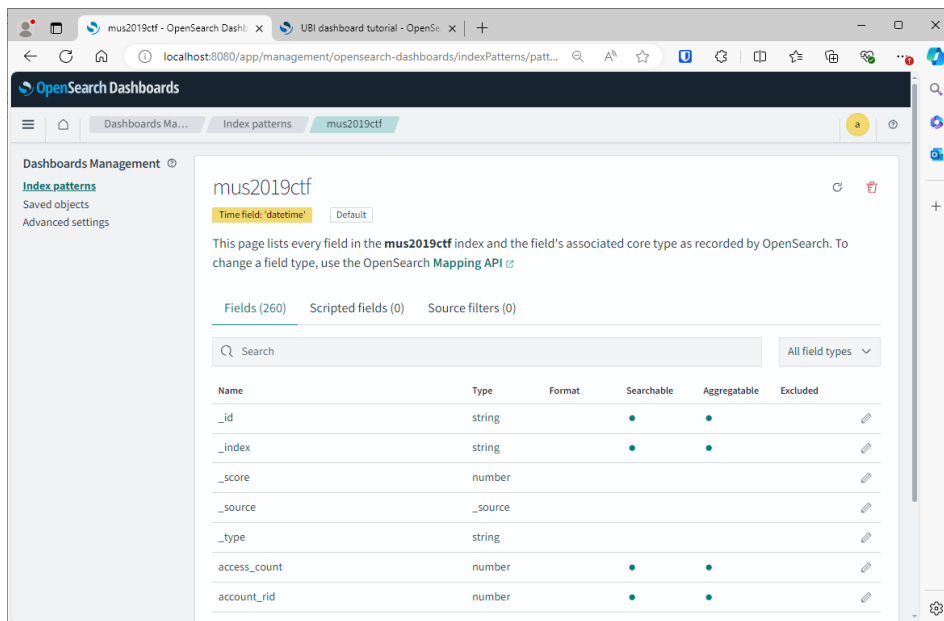 mus2019ctf - OpenSearch Dashb
UBI dashboard tutorial - OpenSe
localhost:8080/app/management/opensearch-dashboards/indexPatterns/patt...
OpenSearch Dashboards
Dashboards Ma...
Index patterns
mus2019ctf
a
Dashboards Management
Index patterns
Saved objects
Advanced settings
mus2019ctf
Time field: 'datetime'
Default
This page lists every field in the mus2019ctf index and the field's associated core type as recorded by OpenSearch. To
change a field type, use the OpenSearch Mapping API
Fields (260)
Scripted fields (0)
Source filters (0)
Search
All field types
Name Type Format Searchable Aggregatable Excluded
_id string
_index string
_score number
_source _source
_type string
access_count number
account_rid number